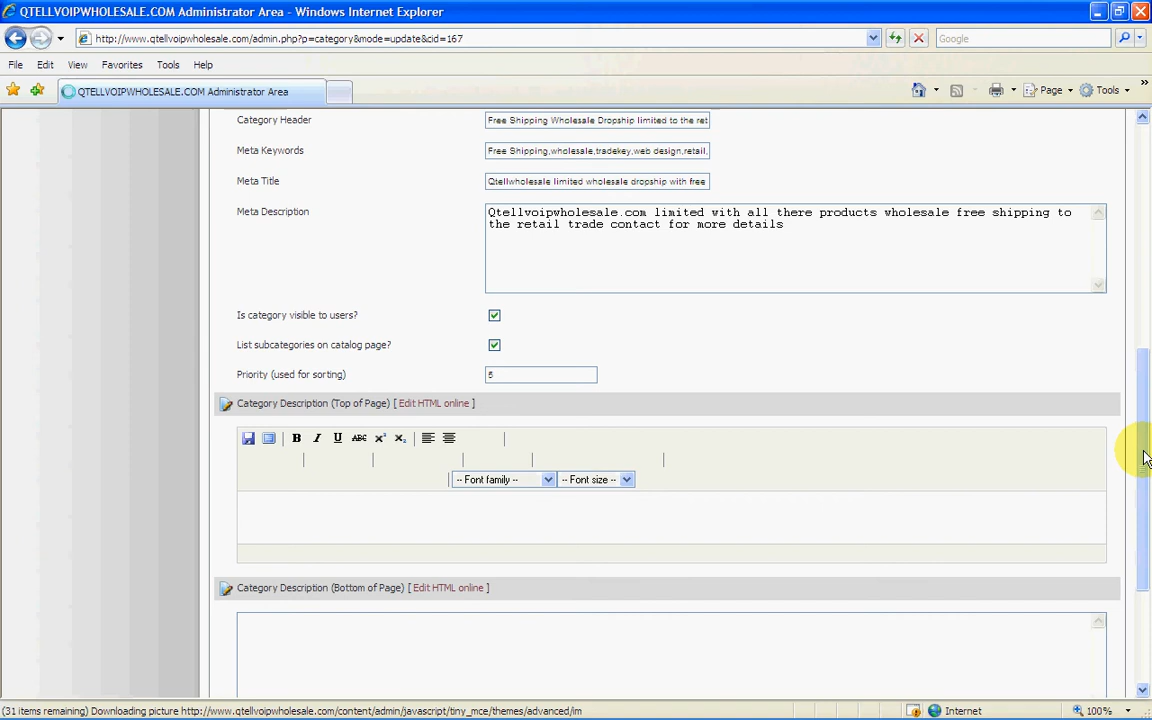 QTELLVOIPWHOLESALE.COM Administrator Area - Windows Internet Explorer
http://www.qtellvoipwholesale.com/admin.php?p=category&mode=update&cid=167
Google
File Edit View Favorites Tools Help
QTELLVOIPWHOLESALE.COM Administrator Area
Page Tools »
Category Header
Free Shipping Wholesale Dropship limited to the ret
Meta Keywords
Free Shipping,wholesale,tradekey,web design,retail,
Meta Title
Qtellwholesale limited wholesale dropship with free
Meta Description
Qtellvoipwholesale.com limited with all there products wholesale free shipping to
the retail trade contact for more details
Is category visible to users?
List subcategories on catalog page?
Priority (used for sorting)
5
Category Description (Top of Page) [ Edit HTML online ]
B I U ABC x² x₂
-- Font family -- -- Font size --
Category Description (Bottom of Page) [ Edit HTML online ]
(31 items remaining) Downloading picture http://www.qtellvoipwholesale.com/content/admin/javascript/tiny_mce/themes/advanced/im
Internet
100%